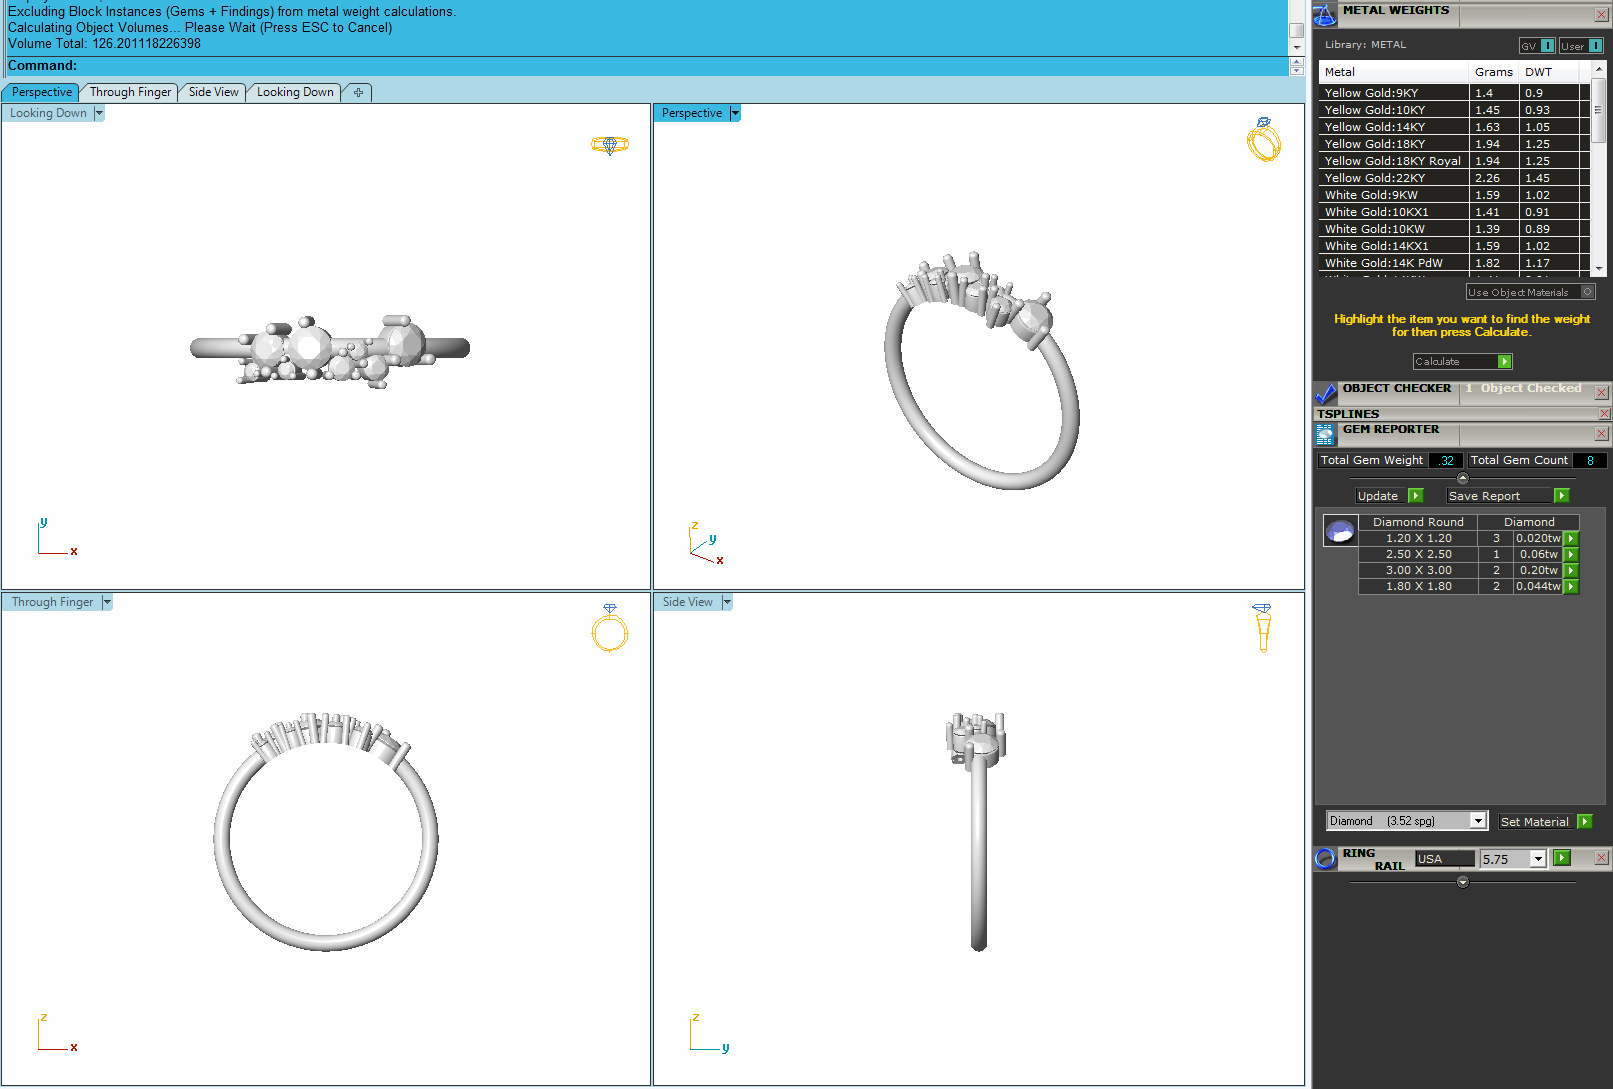 Excluding Block Instances (Gems + Findings) from metal weight calculations.
Calculating Object Volumes... Please Wait (Press ESC to Cancel)
Volume Total: 126.201118226398
Command:
Perspective Through Finger Side View Looking Down
Looking Down
Perspective
y
x
z
y
x
Through Finger
Side View
z
x
z
y
METAL WEIGHTS
Library: METAL GV I User I
Metal Grams DWT
Yellow Gold:9KY 1.4 0.9
Yellow Gold:10KY 1.45 0.93
Yellow Gold:14KY 1.63 1.05
Yellow Gold:18KY 1.94 1.25
Yellow Gold:18KY Royal 1.94 1.25
Yellow Gold:22KY 2.26 1.45
White Gold:9KW 1.59 1.02
White Gold:10KX1 1.41 0.91
White Gold:10KW 1.39 0.89
White Gold:14KX1 1.59 1.02
White Gold:14K PdW 1.82 1.17
Use Object Materials
Highlight the item you want to find the weight
for then press Calculate.
Calculate
OBJECT CHECKER 1 Object Checked
TSPLINES
GEM REPORTER
Total Gem Weight .32 Total Gem Count 8
Update Save Report
Diamond Round Diamond
1.20 X 1.20 3 0.020tw
2.50 X 2.50 1 0.06tw
3.00 X 3.00 2 0.20tw
1.80 X 1.80 2 0.044tw
Diamond (3.52 spg) Set Material
RING RAIL USA 5.75